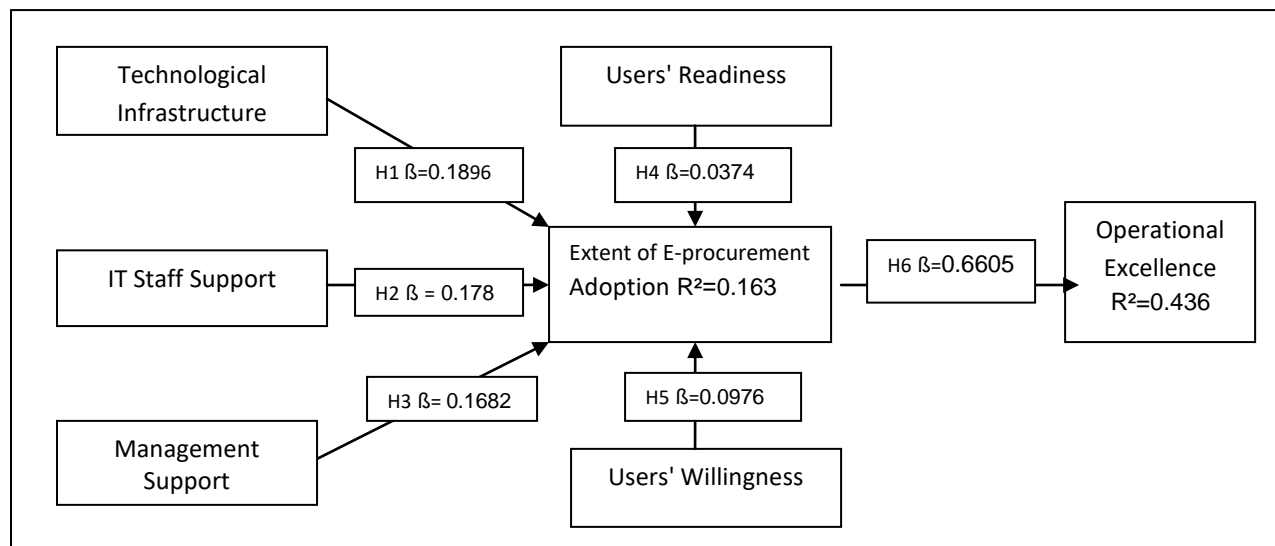 Technological
Infrastructure
Users' Readiness
H1 ß=0.1896
H4 ß=0.0374
IT Staff Support
H2 ß = 0.178
Extent of E-procurement
Adoption R²=0.163
H6 ß=0.6605
Operational
Excellence
R²=0.436
H3 ß= 0.1682
H5 ß=0.0976
Management
Support
Users' Willingness